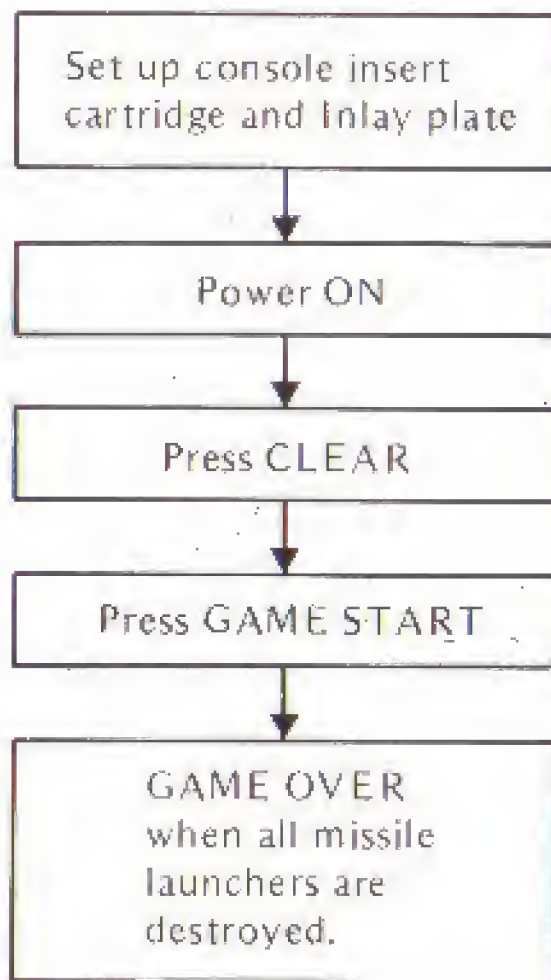 Set up console insert
cartridge and Inlay plate
Power ON
Press CLEAR
Press GAME START
GAME OVER
when all missile
launchers are
destroyed.